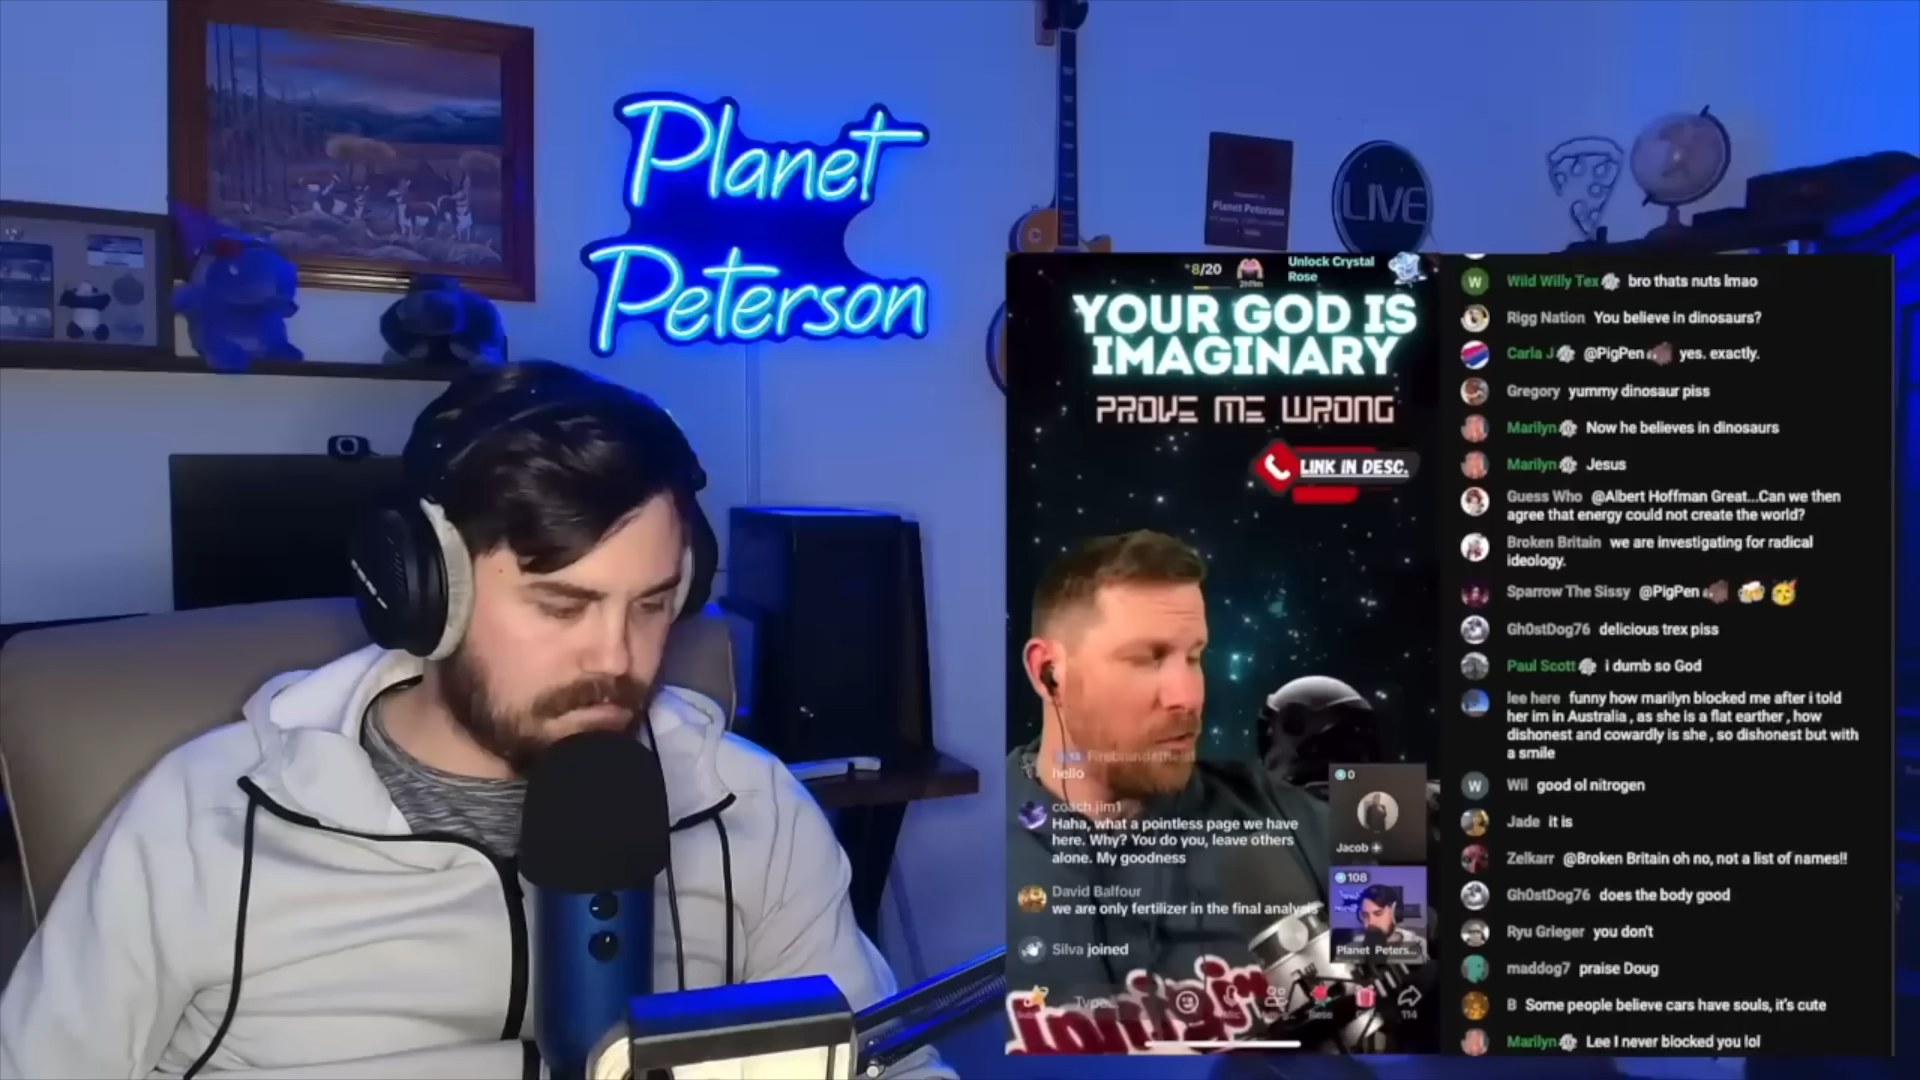 Planet
Peterson
Planet Peterson
LIVE
8/20
Unlock Crystal
Rose
YOUR GOD IS
IMAGINARY
PROVE ME WRONG
LINK IN DESC.
hello
coach jim1
Haha, what a pointless page we have
here. Why? You do you, leave others
alone. My goodness
David Balfour
we are only fertilizer in the final analysis
Silva joined
Type
Rose
114
0
Jacob
108
Planet Peters...
W Wild Willy Tex bro thats nuts lmao
Rigg Nation You believe in dinosaurs?
Carla J @PigPen yes. exactly.
Gregory yummy dinosaur piss
Marilyn Now he believes in dinosaurs
Marilyn Jesus
Guess Who @Albert Hoffman Great...Can we then
agree that energy could not create the world?
Broken Britain we are investigating for radical
ideology.
Sparrow The Sissy @PigPen
Gh0stDog76 delicious trex piss
Paul Scott i dumb so God
lee here funny how marilyn blocked me after i told
her im in Australia , as she is a flat earther , how
dishonest and cowardly is she , so dishonest but with
a smile
W Wil good ol nitrogen
Jade it is
Zelkarr @Broken Britain oh no, not a list of names!!
Gh0stDog76 does the body good
Ryu Grieger you don't
maddog7 praise Doug
B Some people believe cars have souls, it's cute
Marilyn Lee I never blocked you lol